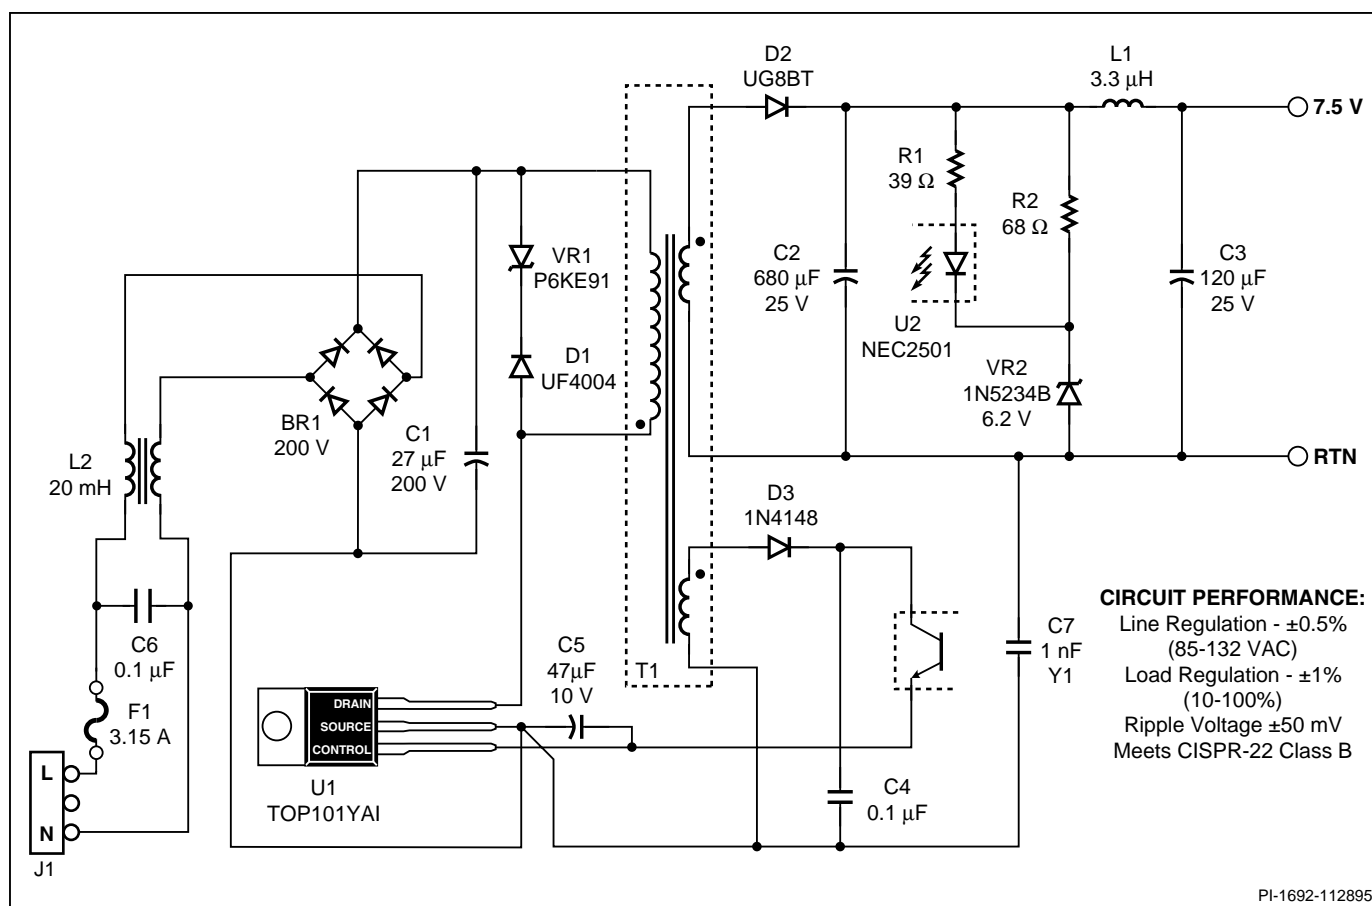 D2
UG8BT
L1
3.3 µH
7.5 V
R1
39 Ω
R2
68 Ω
VR1
P6KE91
C2
680 µF
25 V
C3
120 µF
25 V
U2
NEC2501
D1
UF4004
VR2
1N5234B
6.2 V
BR1
200 V
C1
27 µF
200 V
L2
20 mH
RTN
D3
1N4148
CIRCUIT PERFORMANCE:
Line Regulation - ±0.5%
(85-132 VAC)
Load Regulation - ±1%
(10-100%)
Ripple Voltage ±50 mV
Meets CISPR-22 Class B
C6
0.1 µF
C5
47µF
10 V
T1
C7
1 nF
Y1
F1
3.15 A
DRAIN
SOURCE
CONTROL
L
N
J1
U1
TOP101YAI
C4
0.1 µF
PI-1692-112895